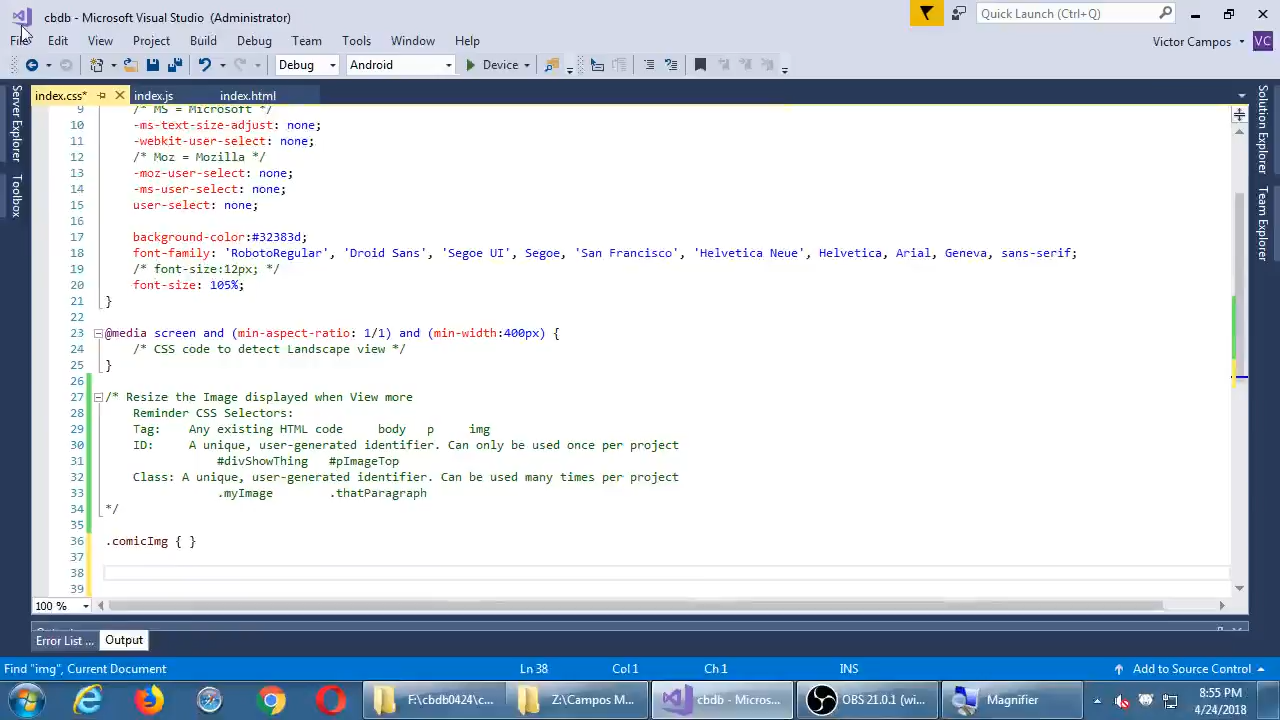 cbdb - Microsoft Visual Studio (Administrator)
Quick Launch (Ctrl+Q)
File Edit View Project Build Debug Team Tools Window Help
Victor Campos VC
Debug Android Device
index.css* index.js index.html
Server Explorer
Toolbox
Solution Explorer
Team Explorer
9 /* MS = Microsoft */
10 -ms-text-size-adjust: none;
11 -webkit-user-select: none;
12 /* Moz = Mozilla */
13 -moz-user-select: none;
14 -ms-user-select: none;
15 user-select: none;
16
17 background-color:#32383d;
18 font-family: 'RobotoRegular', 'Droid Sans', 'Segoe UI', Segoe, 'San Francisco', 'Helvetica Neue', Helvetica, Arial, Geneva, sans-serif;
19 /* font-size:12px; */
20 font-size: 105%;
21 }
22
23 @media screen and (min-aspect-ratio: 1/1) and (min-width:400px) {
24 /* CSS code to detect Landscape view */
25 }
26
27 /* Resize the Image displayed when View more
28 Reminder CSS Selectors:
29 Tag: Any existing HTML code body p img
30 ID: A unique, user-generated identifier. Can only be used once per project
31 #divShowThing #pImageTop
32 Class: A unique, user-generated identifier. Can be used many times per project
33 .myImage .thatParagraph
34 */
35
36 .comicImg { }
37
38
39
100 %
Error List ... Output
Find "img", Current Document Ln 38 Col 1 Ch 1 INS Add to Source Control
F:\cbdb0424\c... Z:\Campos M... cbdb - Micros... OBS 21.0.1 (wi... Magnifier
8:55 PM
4/24/2018